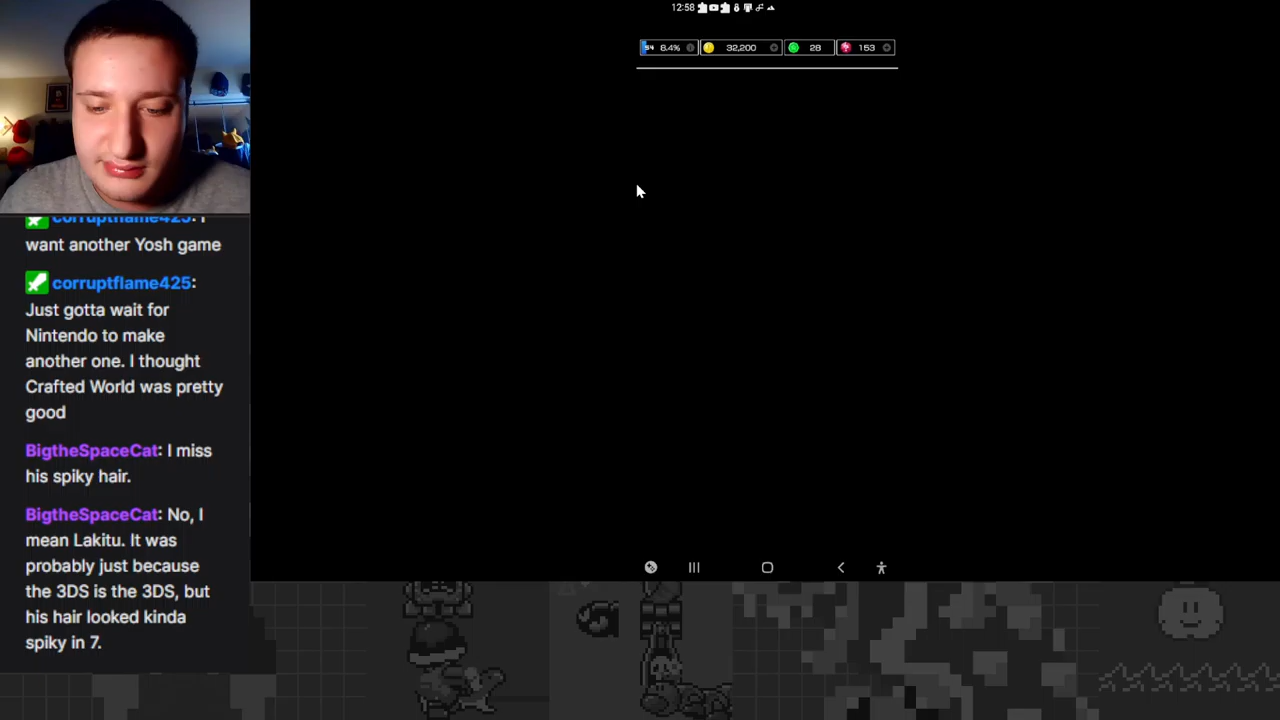 12:58
54 8.4% 32,200 28 153
corruptflame425: I
want another Yosh game
corruptflame425:
Just gotta wait for
Nintendo to make
another one. I thought
Crafted World was pretty
good
BigtheSpaceCat: I miss
his spiky hair.
BigtheSpaceCat: No, I
mean Lakitu. It was
probably just because
the 3DS is the 3DS, but
his hair looked kinda
spiky in 7.